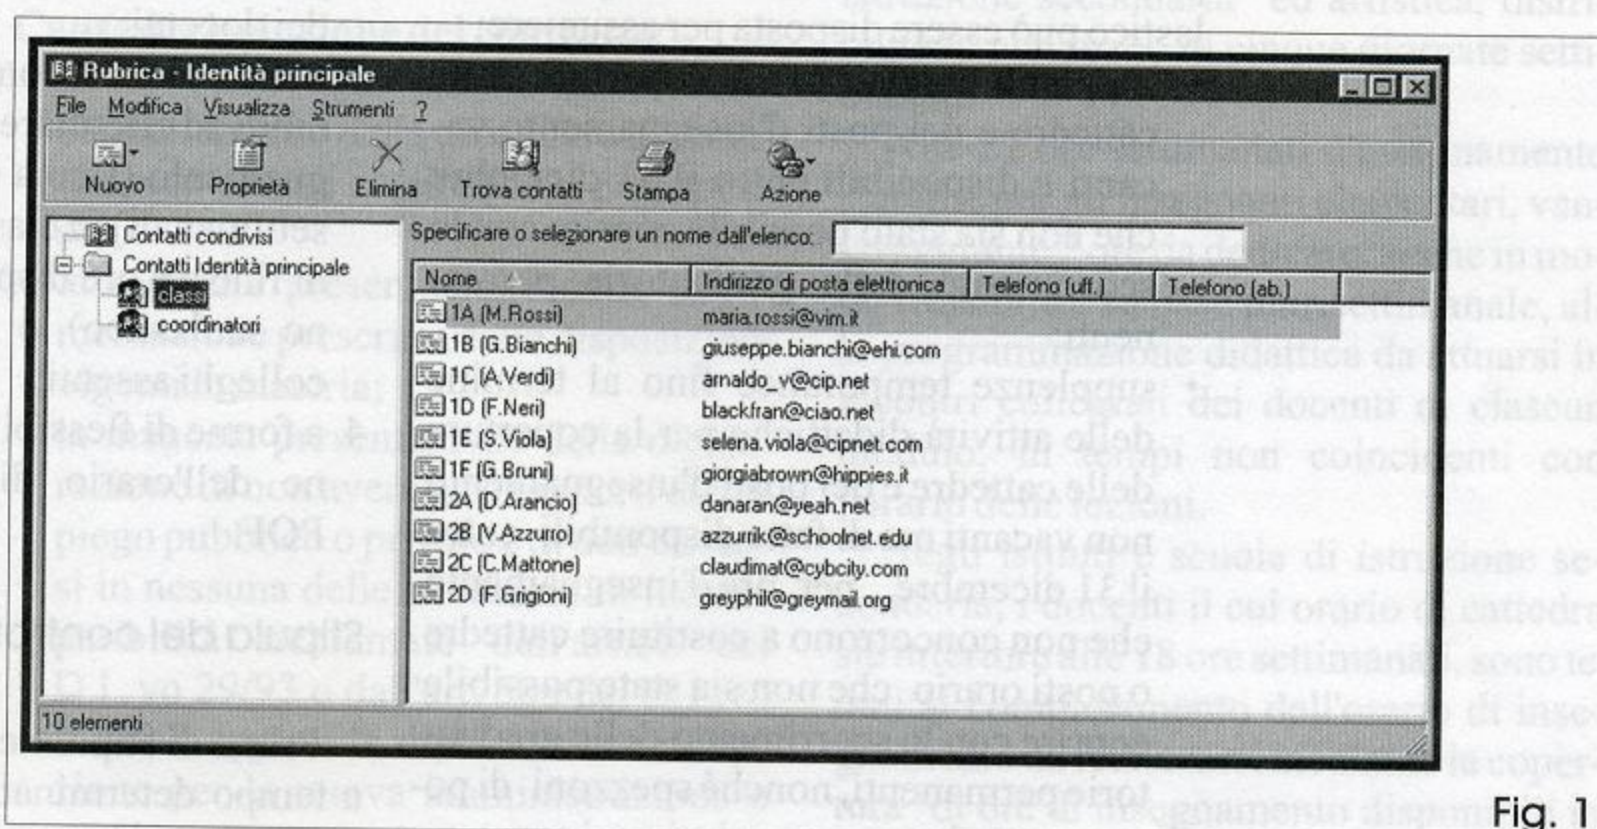 Rubrica - Identità principale
File Modifica Visualizza Strumenti ?
Nuovo Proprietà Elimina Trova contatti Stampa Azione
Contatti condivisi
Contatti Identità principale
classi
coordinatori
Specificare o selezionare un nome dall'elenco:
Nome Indirizzo di posta elettronica Telefono (uff.) Telefono (ab.)
1A (M.Rossi) maria.rossi@vim.it
1B (G.Bianchi) giuseppe.bianchi@ehi.com
1C (A.Verdi) arnaldo_v@cip.net
1D (F.Neri) blackfran@ciao.net
1E (S.Viola) selena.viola@cipnet.com
1F (G.Bruni) giorgiabrown@hippies.it
2A (D.Arancio) danaran@yeah.net
2B (V.Azzurro) azzurrik@schoolnet.edu
2C (C.Mattone) claudimat@cybcity.com
2D (F.Grigioni) greyphil@greymail.org
10 elementi
Fig. 1